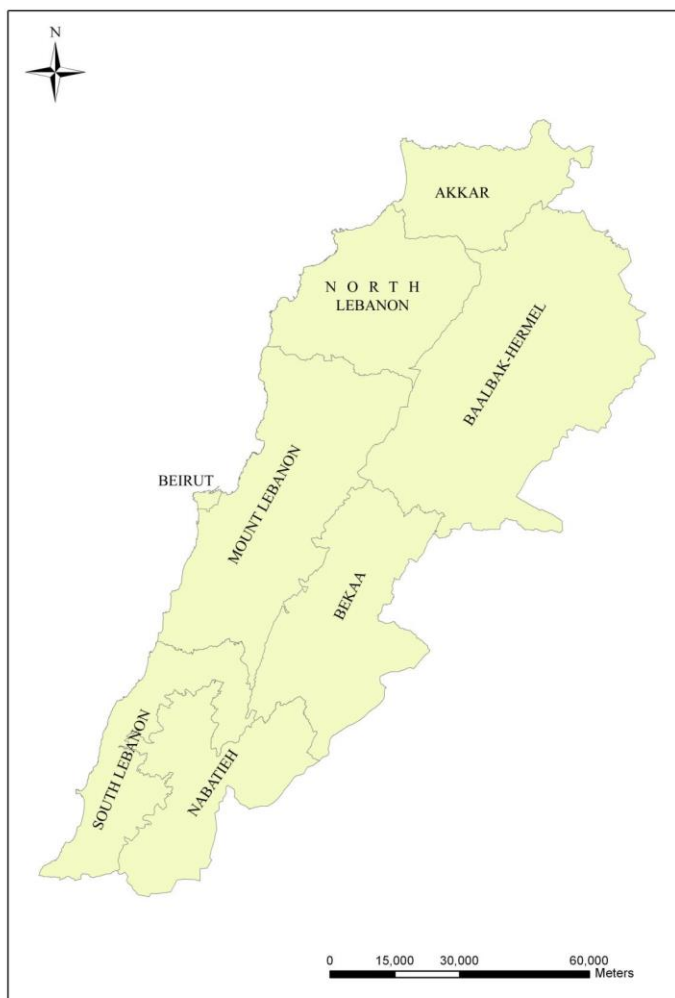 N
AKKAR
N O R T H
LEBANON
BAALBAK-HERMEL
BEIRUT
MOUNT LEBANON
BEKAA
SOUTH LEBANON
NABATIEH
0 15,000 30,000 60,000
Meters